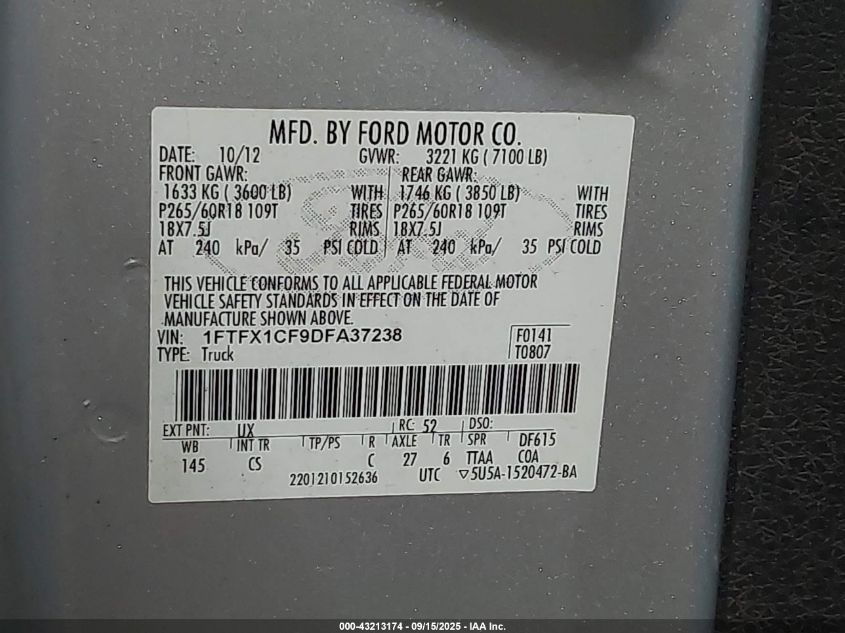 MFD. BY FORD MOTOR CO.
DATE: 10/12 GVWR: 3221 KG ( 7100 LB)
FRONT GAWR: REAR GAWR:
1633 KG ( 3600 LB) WITH 1746 KG ( 3850 LB) WITH
P265/60R18 109T TIRES P265/60R18 109T TIRES
18X7.5J RIMS 18X7.5J RIMS
AT 240 kPa/ 35 PSI COLD AT 240 kPa/ 35 PSI COLD
THIS VEHICLE CONFORMS TO ALL APPLICABLE FEDERAL MOTOR
VEHICLE SAFETY STANDARDS IN EFFECT ON THE DATE OF
MANUFACTURE SHOWN ABOVE.
VIN: 1FTFX1CF9DFA37238 F0141
TYPE: Truck T0807
EXT PNT: UX RC: 52 DSO:
WB INT TR TP/PS R AXLE TR SPR DF615
145 CS C 27 6 TTAA COA
2201210152636 UTC ▽5U5A-1520472-BA
000-43213174 - 09/15/2025 - IAA Inc.